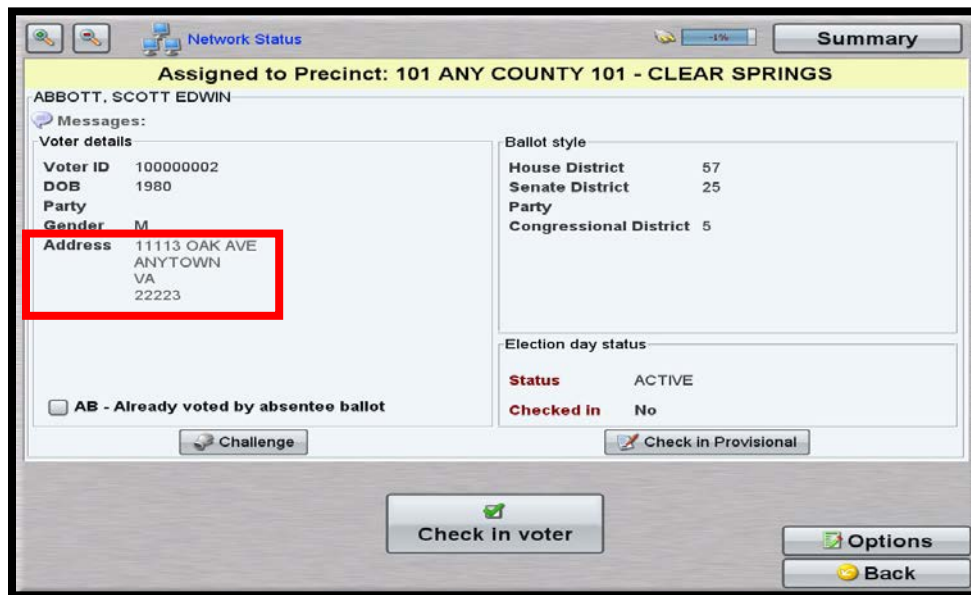 Network Status
-1%
Summary
Assigned to Precinct: 101 ANY COUNTY 101 - CLEAR SPRINGS
ABBOTT, SCOTT EDWIN
Messages:
Voter details
Voter ID 100000002
DOB 1980
Party
Gender M
Address 11113 OAK AVE
ANYTOWN
VA
22223
AB - Already voted by absentee ballot
Challenge
Ballot style
House District 57
Senate District 25
Party
Congressional District 5
Election day status
Status ACTIVE
Checked in No
Check in Provisional
Check in voter
Options
Back